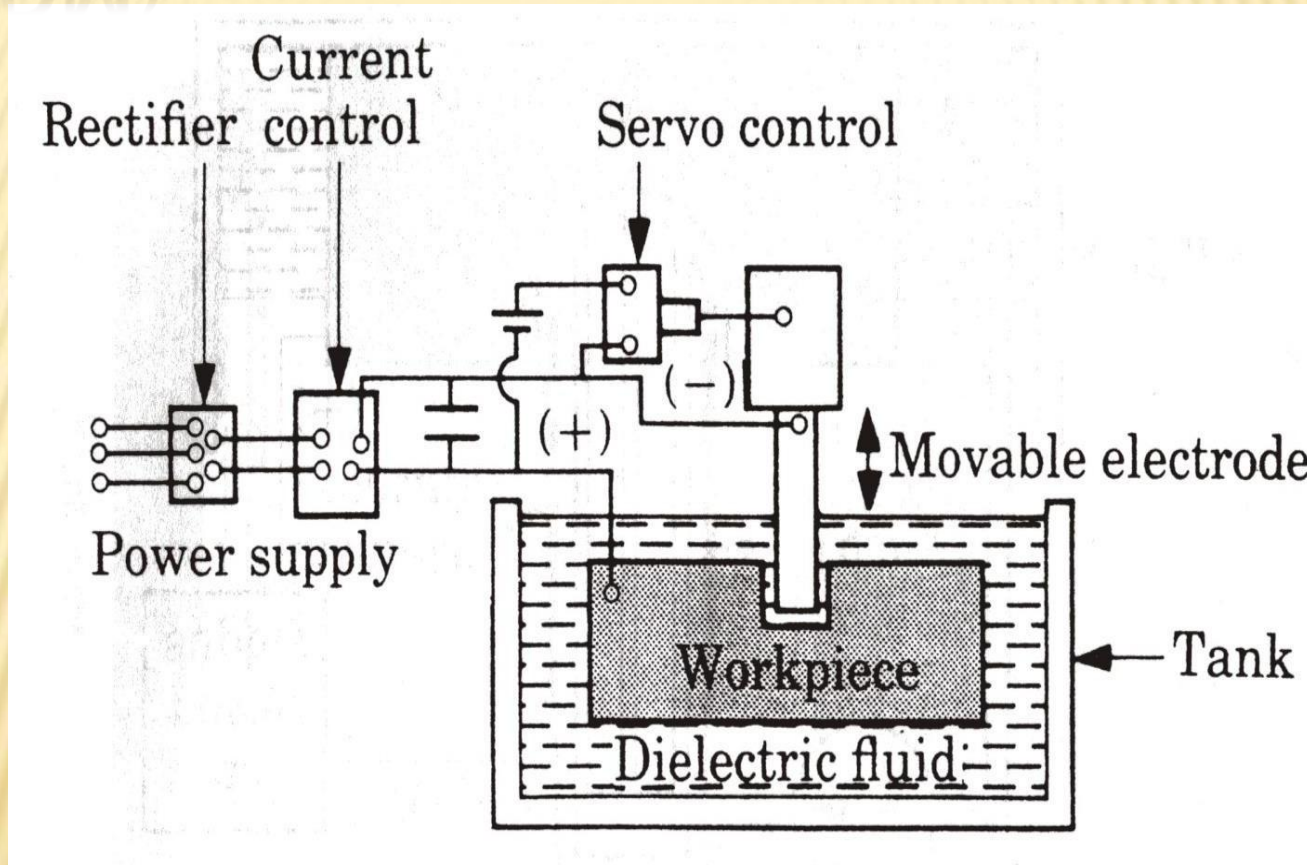 Current
Rectifier control
Servo control
(−)
(+)
Movable electrode
Power supply
Workpiece
Tank
Dielectric fluid